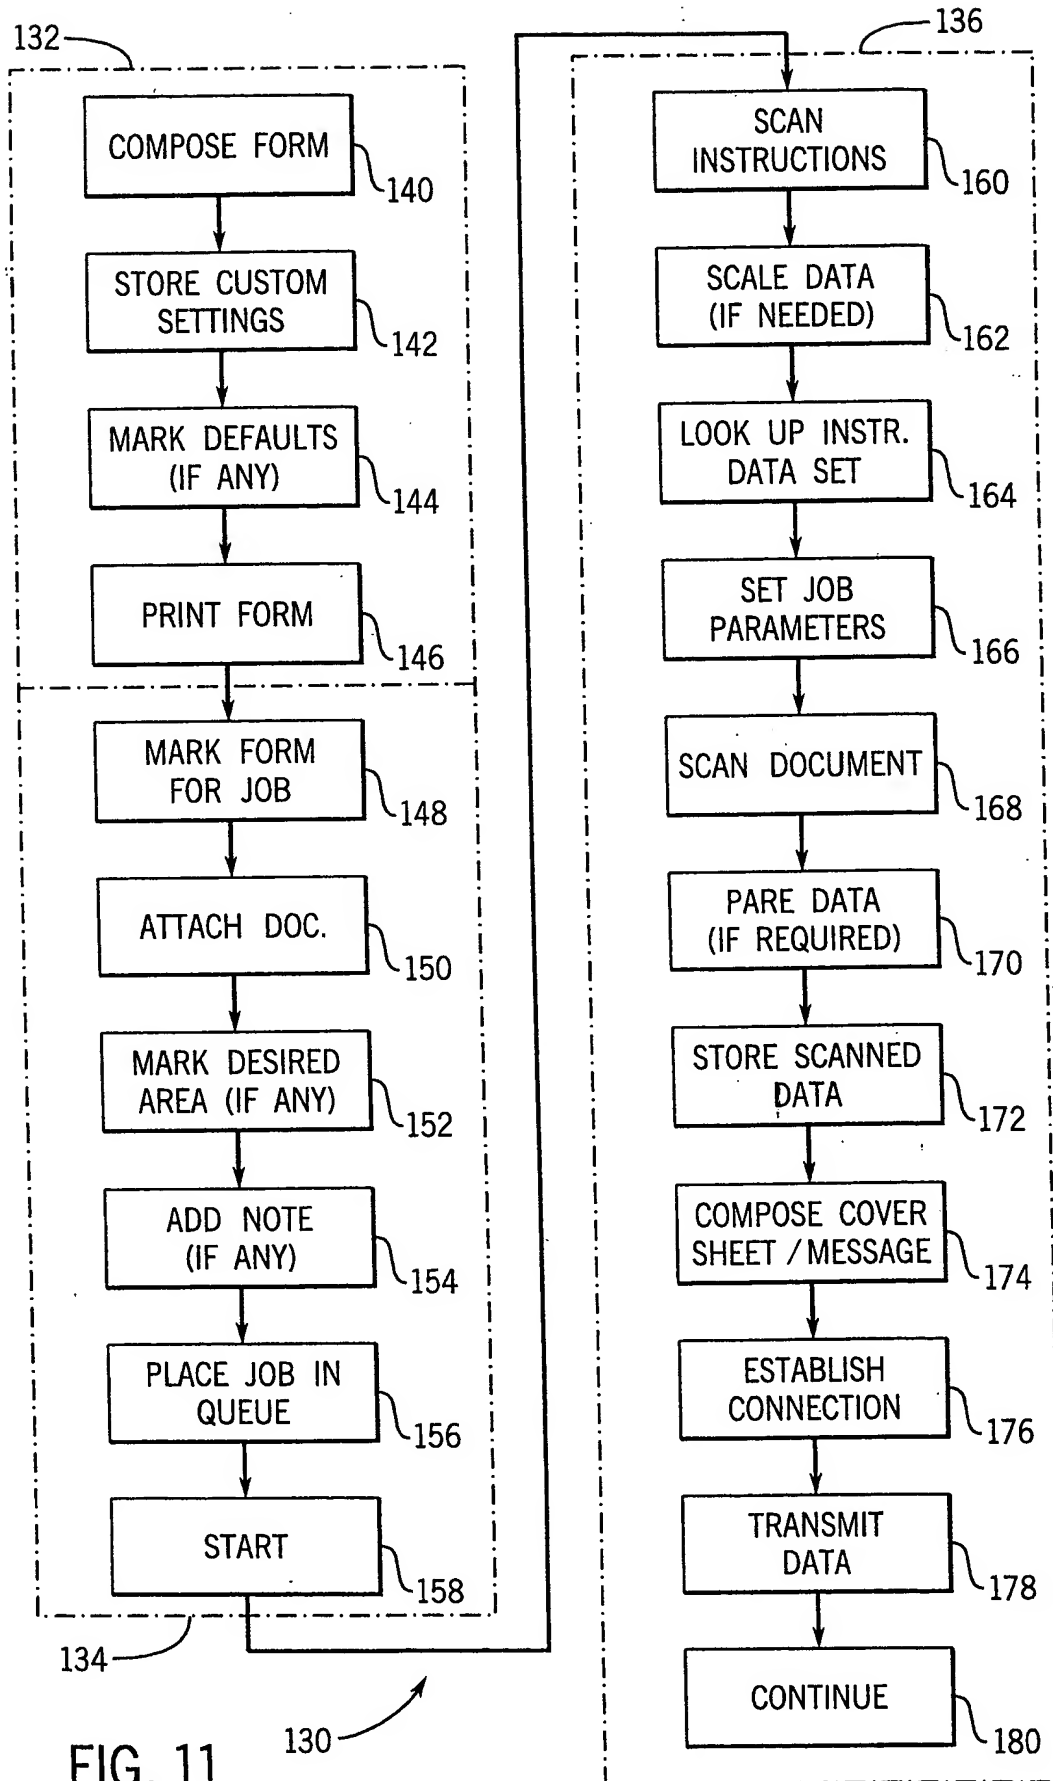 132
COMPOSE FORM
140
STORE CUSTOM
SETTINGS
142
MARK DEFAULTS
(IF ANY)
144
PRINT FORM
146
MARK FORM
FOR JOB
148
ATTACH DOC.
150
MARK DESIRED
AREA (IF ANY)
152
ADD NOTE
(IF ANY)
154
PLACE JOB IN
QUEUE
156
START
158
134
130
FIG. 11
136
SCAN
INSTRUCTIONS
160
SCALE DATA
(IF NEEDED)
162
LOOK UP INSTR.
DATA SET
164
SET JOB
PARAMETERS
166
SCAN DOCUMENT
168
PARE DATA
(IF REQUIRED)
170
STORE SCANNED
DATA
172
COMPOSE COVER
SHEET / MESSAGE
174
ESTABLISH
CONNECTION
176
TRANSMIT
DATA
178
CONTINUE
180